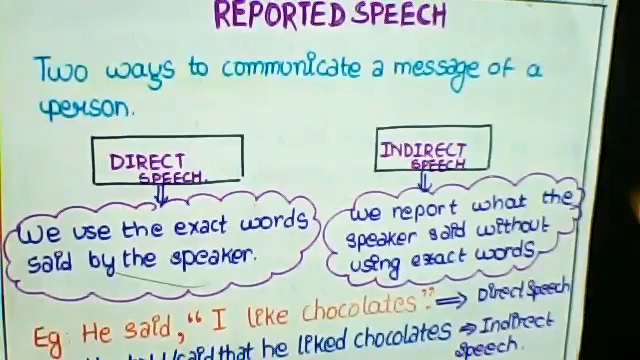 REPORTED SPEECH
Two ways to communicate a message of a
person.
DIRECT
SPEECH.
INDIRECT
SPEECH
We use the exact words
said by the speaker.
We report what the
speaker said without
using exact words
Eg: He said, "I like chocolates". ⇒ Direct Speech
said that he liked chocolates ⇒ Indirect
Speech.